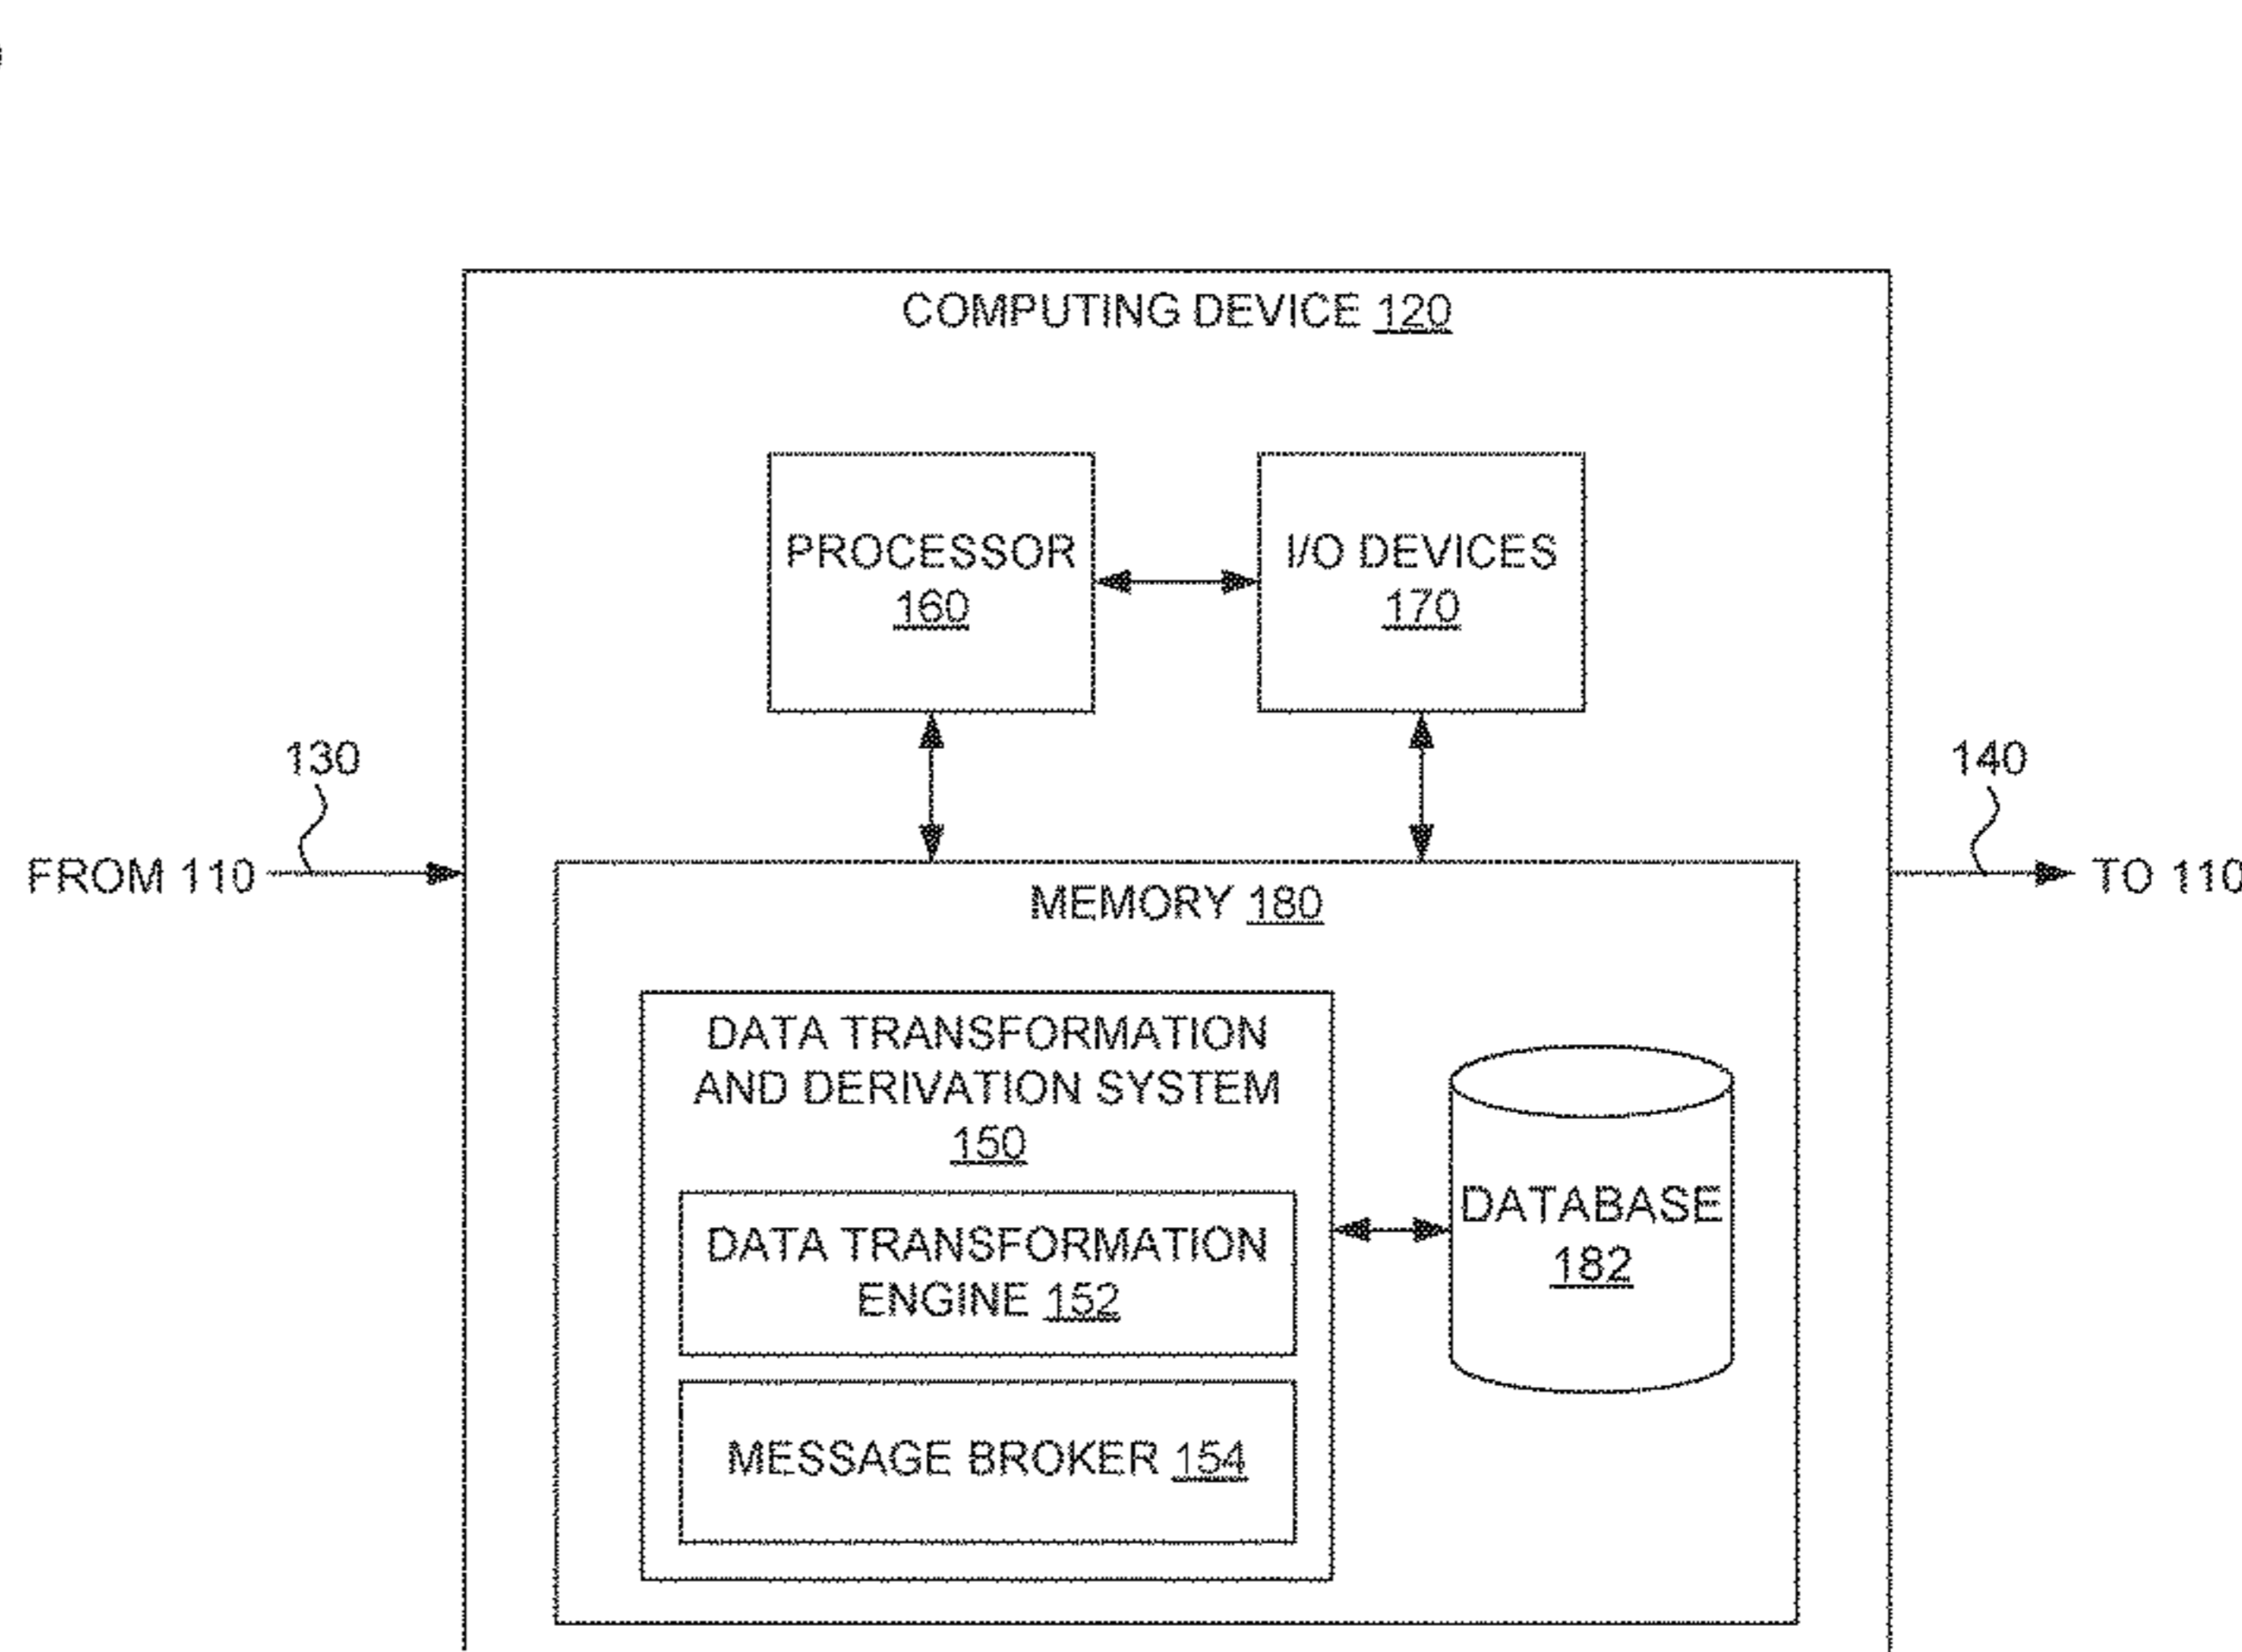 COMPUTING DEVICE 120
PROCESSOR
160
I/O DEVICES
170
130
FROM 110
140
TO 110
MEMORY 180
DATA TRANSFORMATION
AND DERIVATION SYSTEM
150
DATA TRANSFORMATION
ENGINE 152
MESSAGE BROKER 154
DATABASE
182